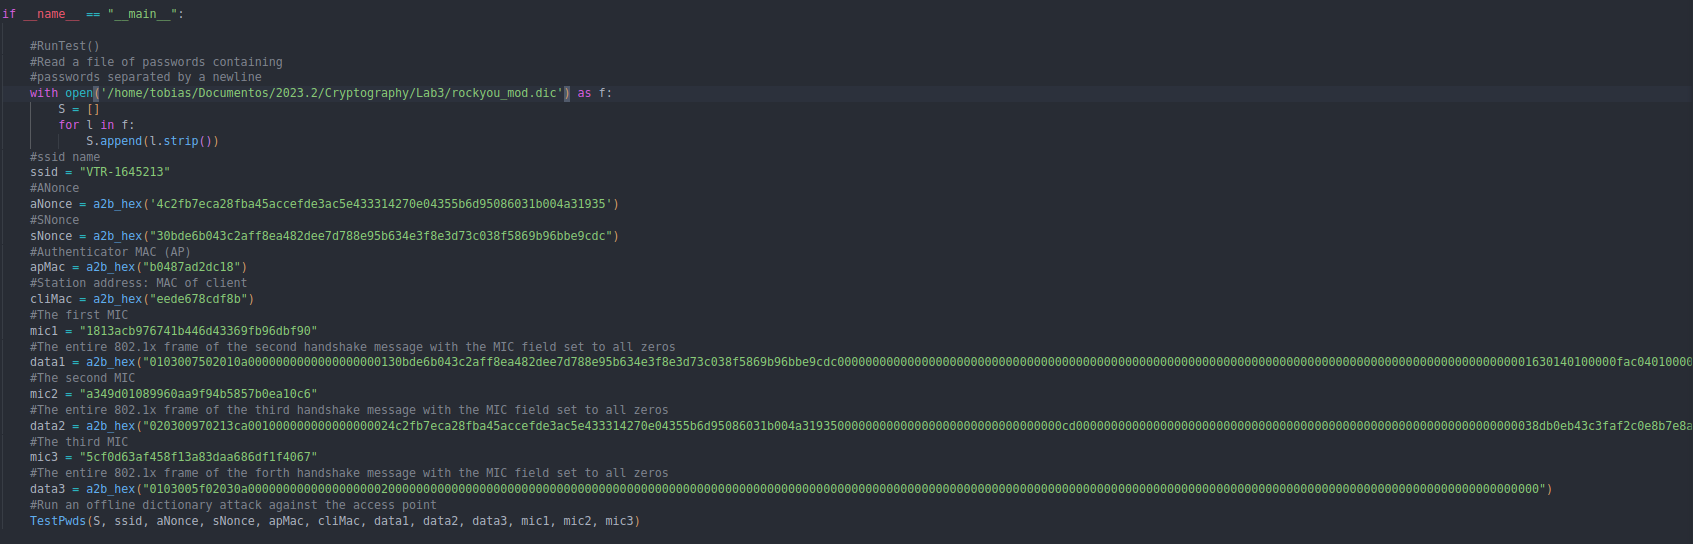 if __name__ == "__main__":
#RunTest()
#Read a file of passwords containing
#passwords separated by a newline
with open('/home/tobias/Documentos/2023.2/Cryptography/Lab3/rockyou_mod.dic') as f:
S = []
for l in f:
S.append(l.strip())
#ssid name
ssid = "VTR-1645213"
#ANonce
aNonce = a2b_hex('4c2fb7eca28fba45accefde3ac5e433314270e04355b6d95086031b004a31935')
#SNonce
sNonce = a2b_hex("30bde6b043c2aff8ea482dee7d788e95b634e3f8e3d73c038f5869b96bbe9cdc")
#Authenticator MAC (AP)
apMac = a2b_hex("b0487ad2dc18")
#Station address: MAC of client
cliMac = a2b_hex("eede678cdf8b")
#The first MIC
mic1 = "1813acb976741b446d43369fb96dbf90"
#The entire 802.1x frame of the second handshake message with the MIC field set to all zeros
data1 = a2b_hex("0103007502010a0000000000000000000130bde6b043c2aff8ea482dee7d788e95b634e3f8e3d73c038f5869b96bbe9cdc000000000000000000000000000000000000000000000000000000000000000000000000000000000000000000000000001630140100000fac04010000
#The second MIC
mic2 = "a349d01089960aa9f94b5857b0ea10c6"
#The entire 802.1x frame of the third handshake message with the MIC field set to all zeros
data2 = a2b_hex("020300970213ca001000000000000000024c2fb7eca28fba45accefde3ac5e433314270e04355b6d95086031b004a3193500000000000000000000000000000000cd000000000000000000000000000000000000000000000000000000000000000038db0eb43c3faf2c0e8b7e8a
#The third MIC
mic3 = "5cf0d63af458f13a83daa686df1f4067"
#The entire 802.1x frame of the forth handshake message with the MIC field set to all zeros
data3 = a2b_hex("0103005f02030a0000000000000000000200000000000000000000000000000000000000000000000000000000000000000000000000000000000000000000000000000000000000000000000000000000000000000000000000000000000000000000")
#Run an offline dictionary attack against the access point
TestPwds(S, ssid, aNonce, sNonce, apMac, cliMac, data1, data2, data3, mic1, mic2, mic3)